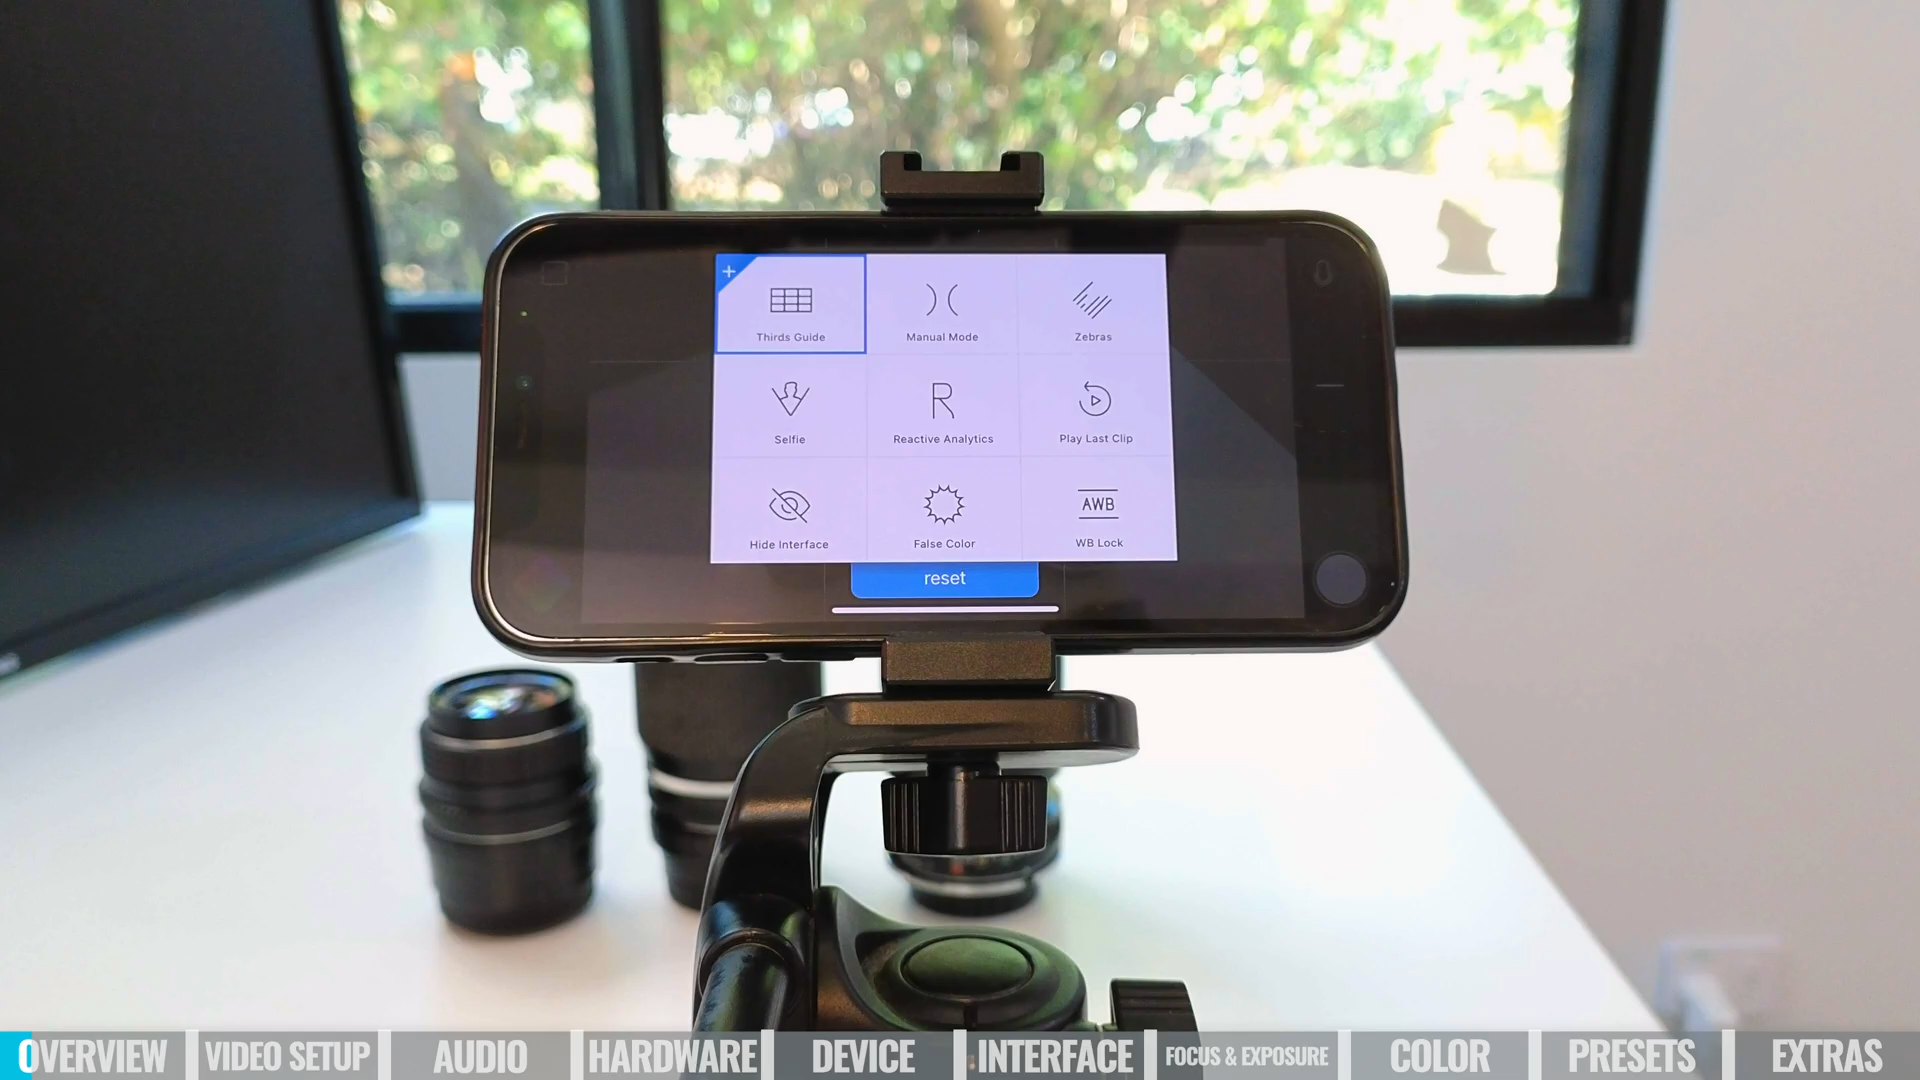 +
Thirds Guide
Manual Mode
Zebras
Selfie
R
Reactive Analytics
Play Last Clip
Hide Interface
False Color
AWB
WB Lock
reset
OVERVIEW
VIDEO SETUP
AUDIO
HARDWARE
DEVICE
INTERFACE
FOCUS & EXPOSURE
COLOR
PRESETS
EXTRAS